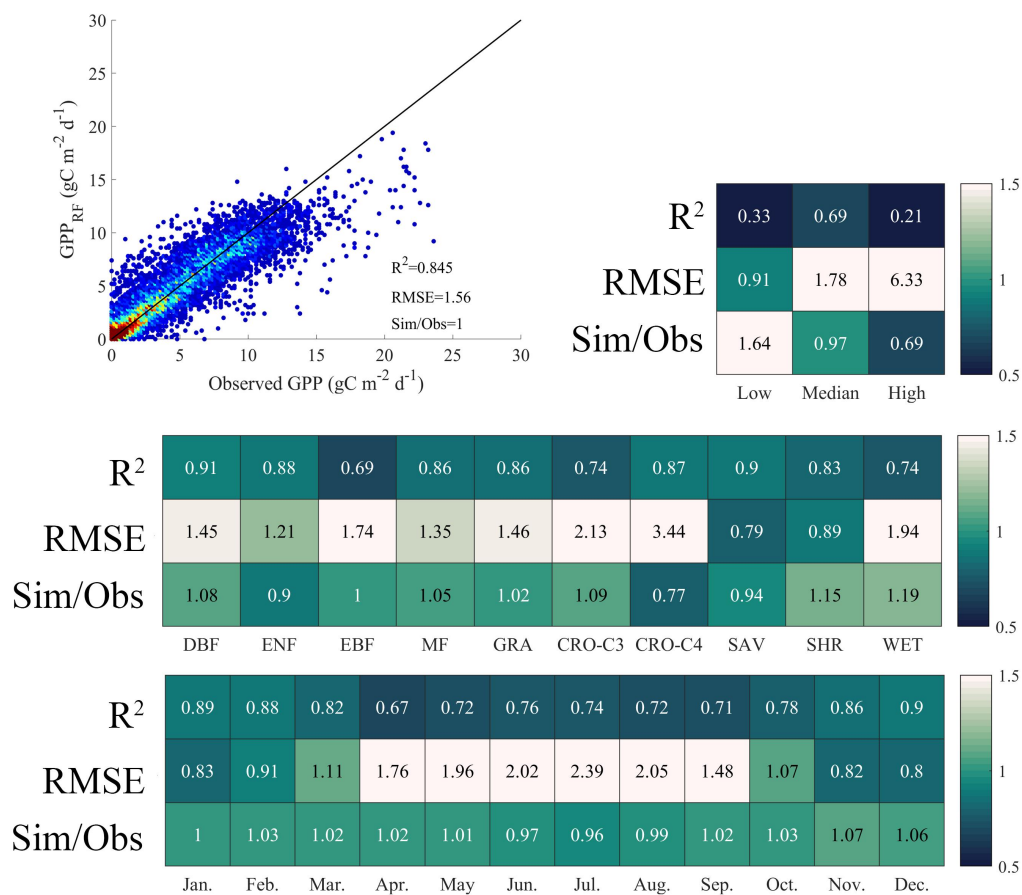 30
25
20
15
10
5
0
GPP_RF (gC m^-2 d^-1)
R^2=0.845
RMSE=1.56
Sim/Obs=1
0 5 10 15 20 25 30
Observed GPP (gC m^-2 d^-1)
R^2 0.33 0.69 0.21
RMSE 0.91 1.78 6.33
Sim/Obs 1.64 0.97 0.69
Low Median High
1.5
1
0.5
R^2 0.91 0.88 0.69 0.86 0.86 0.74 0.87 0.9 0.83 0.74
RMSE 1.45 1.21 1.74 1.35 1.46 2.13 3.44 0.79 0.89 1.94
Sim/Obs 1.08 0.9 1 1.05 1.02 1.09 0.77 0.94 1.15 1.19
DBF ENF EBF MF GRA CRO-C3 CRO-C4 SAV SHR WET
1.5
1
0.5
R^2 0.89 0.88 0.82 0.67 0.72 0.76 0.74 0.72 0.71 0.78 0.86 0.9
RMSE 0.83 0.91 1.11 1.76 1.96 2.02 2.39 2.05 1.48 1.07 0.82 0.8
Sim/Obs 1 1.03 1.02 1.02 1.01 0.97 0.96 0.99 1.02 1.03 1.07 1.06
Jan. Feb. Mar. Apr. May Jun. Jul. Aug. Sep. Oct. Nov. Dec.
1.5
1
0.5